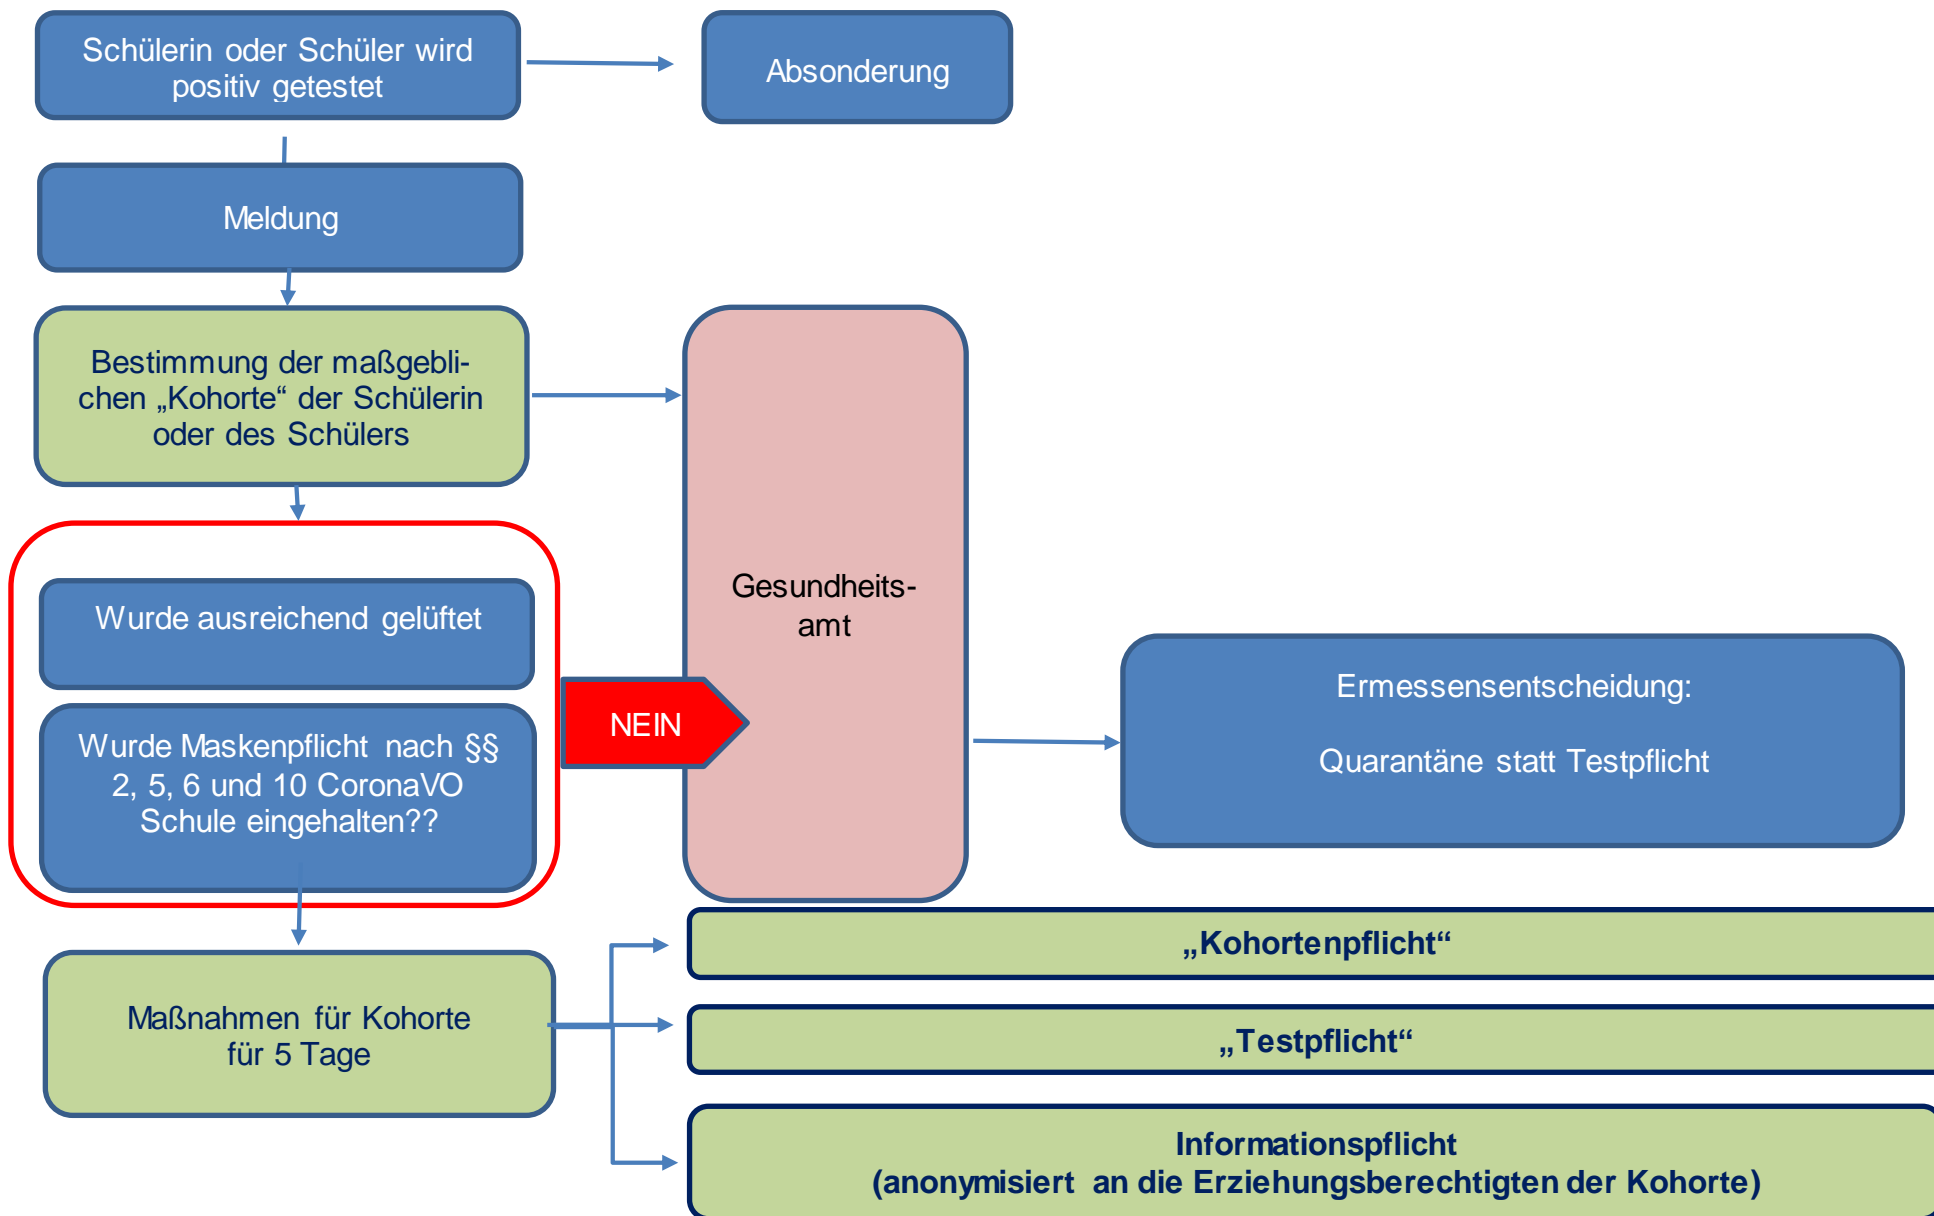 Schülerin oder Schüler wird
positiv getestet
Absonderung
Meldung
Bestimmung der maßgebli-
chen „Kohorte“ der Schülerin
oder des Schülers
Wurde ausreichend gelüftet
Wurde Maskenpflicht nach §§
2, 5, 6 und 10 CoronaVO
Schule eingehalten??
NEIN
Gesundheits-
amt
Ermessensentscheidung:
Quarantäne statt Testpflicht
Maßnahmen für Kohorte
für 5 Tage
„Kohortenpflicht“
„Testpflicht“
Informationspflicht
(anonymisiert an die Erziehungsberechtigten der Kohorte)